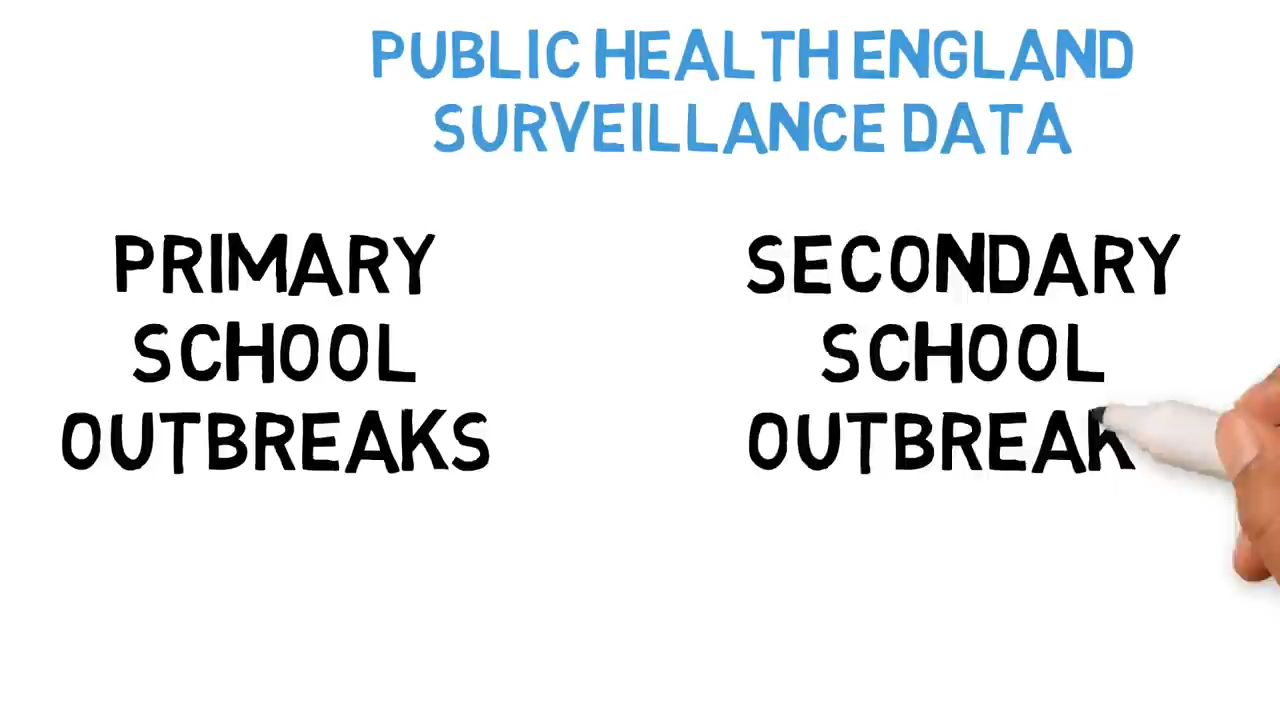 PUBLIC HEALTH ENGLAND
SURVEILLANCE DATA
PRIMARY
SCHOOL
OUTBREAKS
SECONDARY
SCHOOL
OUTBREAK